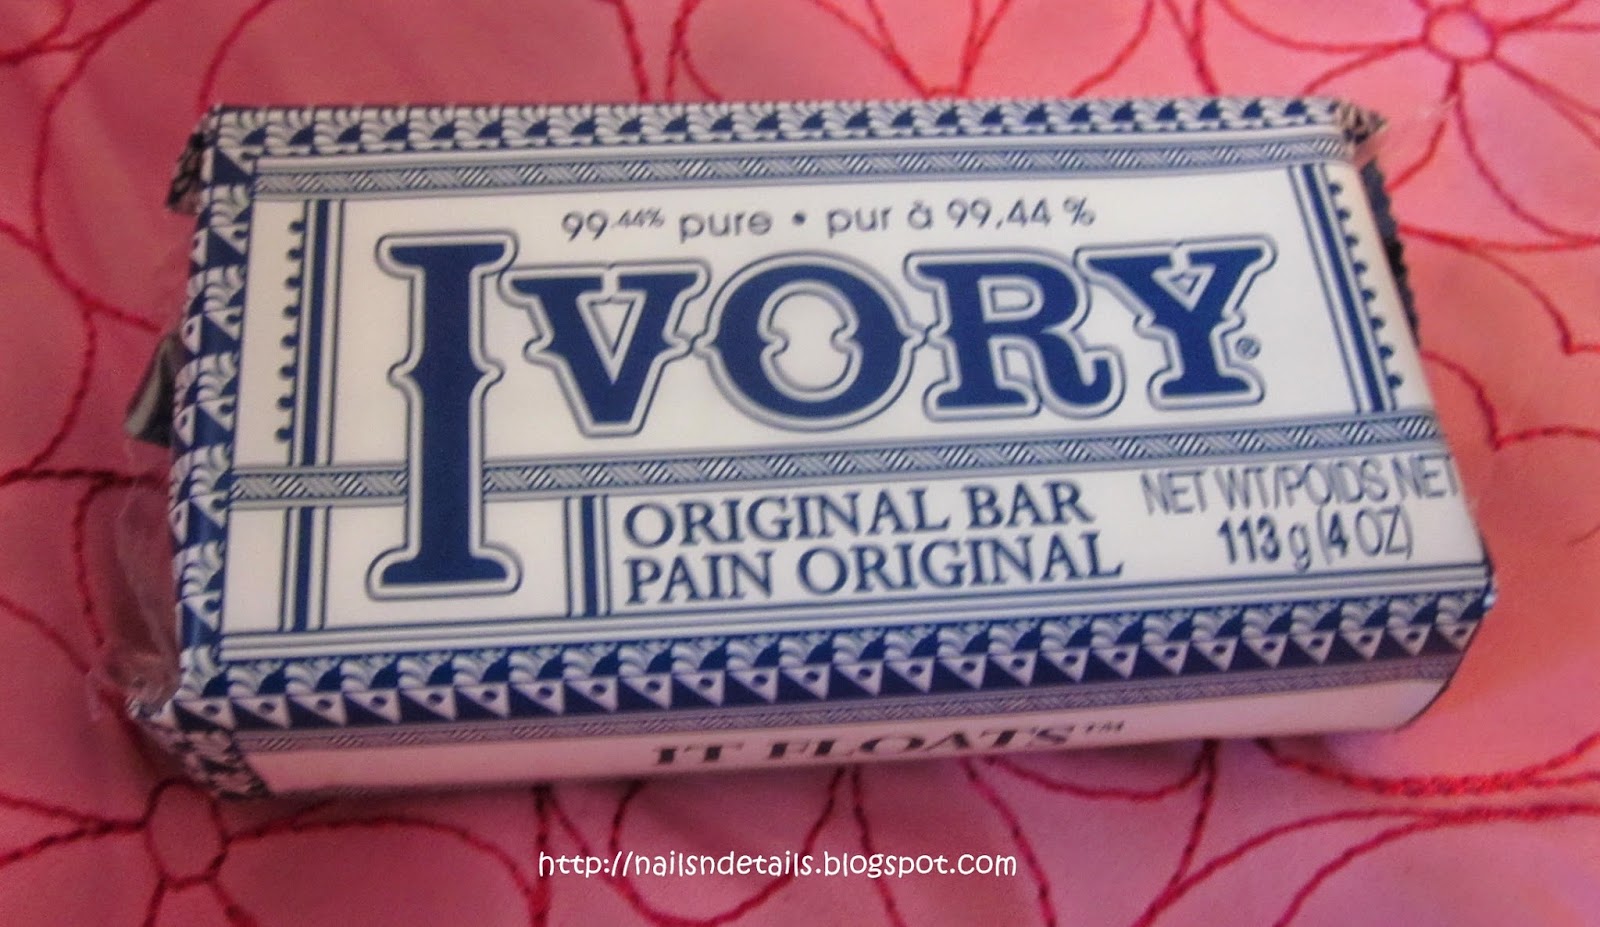 99.44% pure • pur à 99,44 %
IVORY®
ORIGINAL BAR
PAIN ORIGINAL
NET WT/POIDS NET
113 g (4 OZ)
IT FLOATS™
http://nailsndetails.blogspot.com